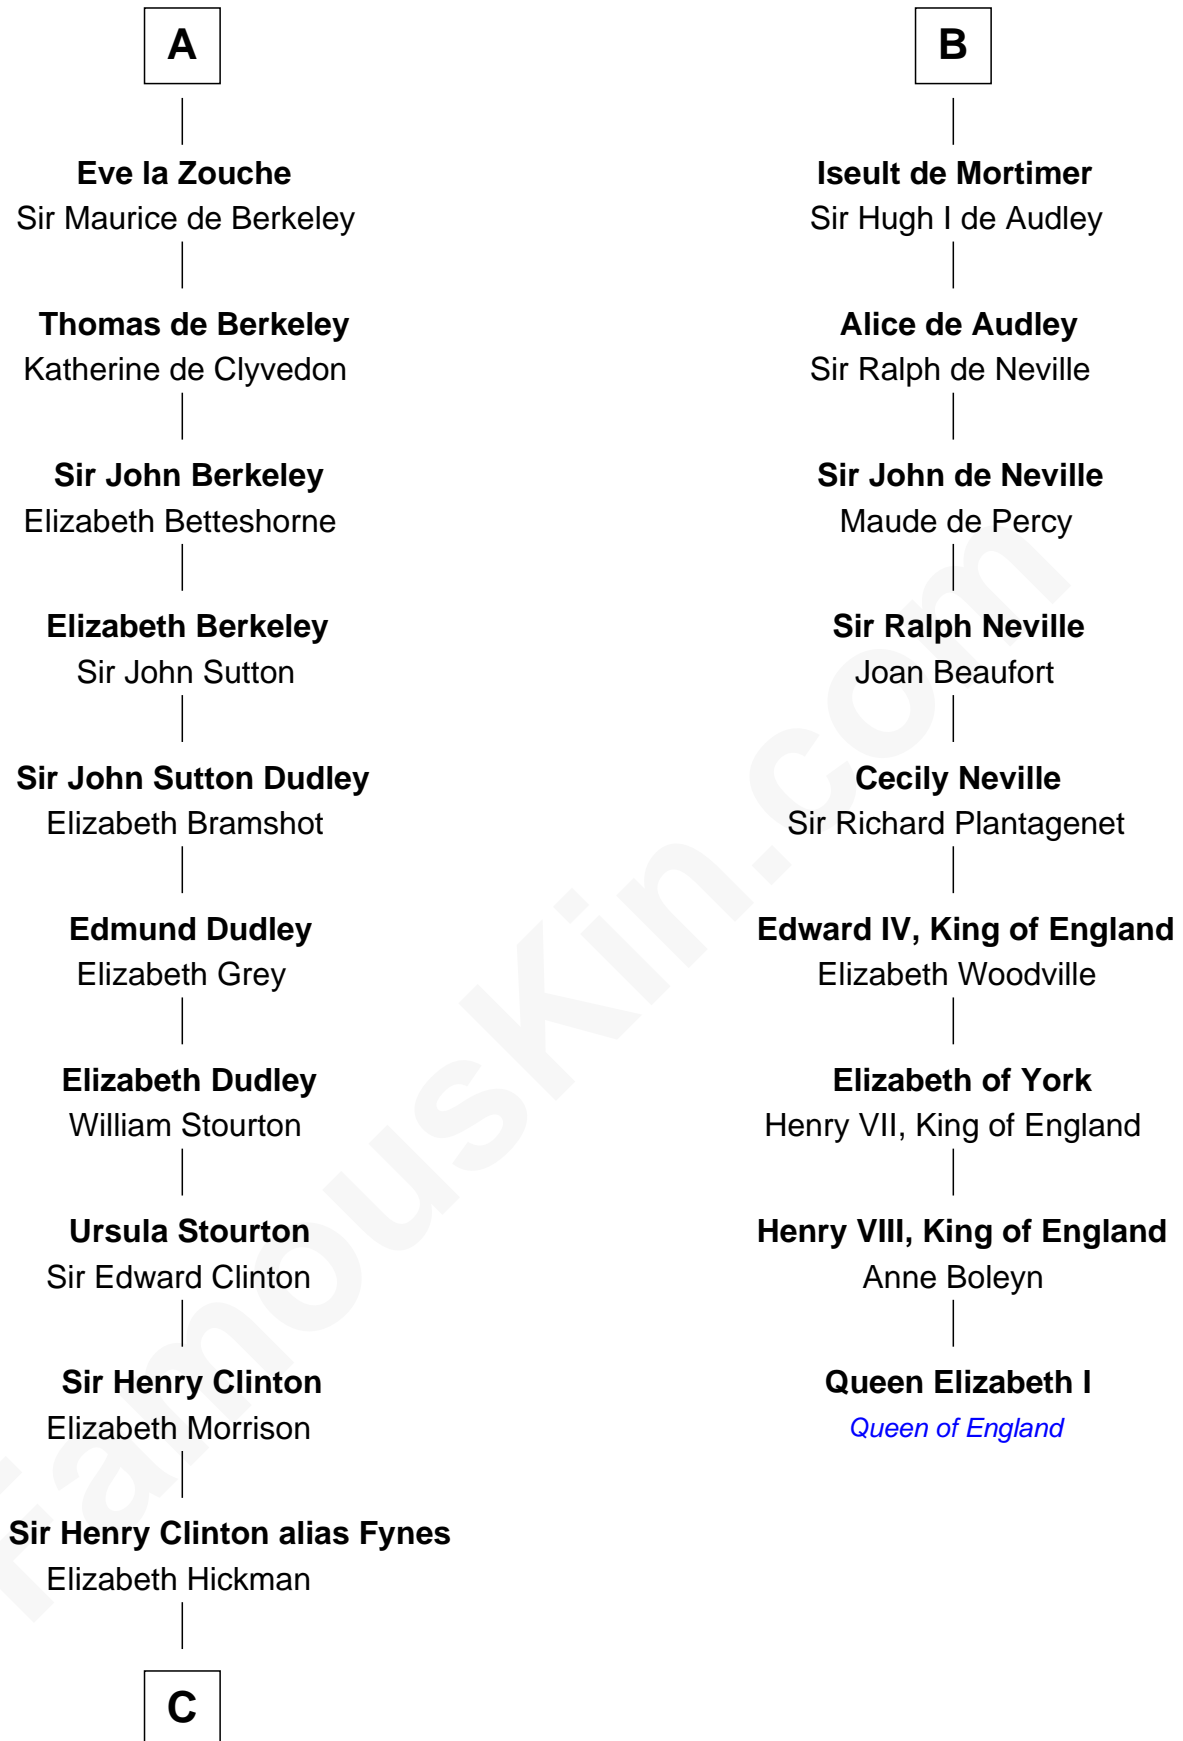 A
Eve la Zouche
Sir Maurice de Berkeley
Thomas de Berkeley
Katherine de Clyvedon
Sir John Berkeley
Elizabeth Betteshorne
Elizabeth Berkeley
Sir John Sutton
Sir John Sutton Dudley
Elizabeth Bramshot
Edmund Dudley
Elizabeth Grey
Elizabeth Dudley
William Stourton
Ursula Stourton
Sir Edward Clinton
Sir Henry Clinton
Elizabeth Morrison
Sir Henry Clinton alias Fynes
Elizabeth Hickman
C
B
Iseult de Mortimer
Sir Hugh I de Audley
Alice de Audley
Sir Ralph de Neville
Sir John de Neville
Maude de Percy
Sir Ralph Neville
Joan Beaufort
Cecily Neville
Sir Richard Plantagenet
Edward IV, King of England
Elizabeth Woodville
Elizabeth of York
Henry VII, King of England
Henry VIII, King of England
Anne Boleyn
Queen Elizabeth I
Queen of England
FamousKin.com